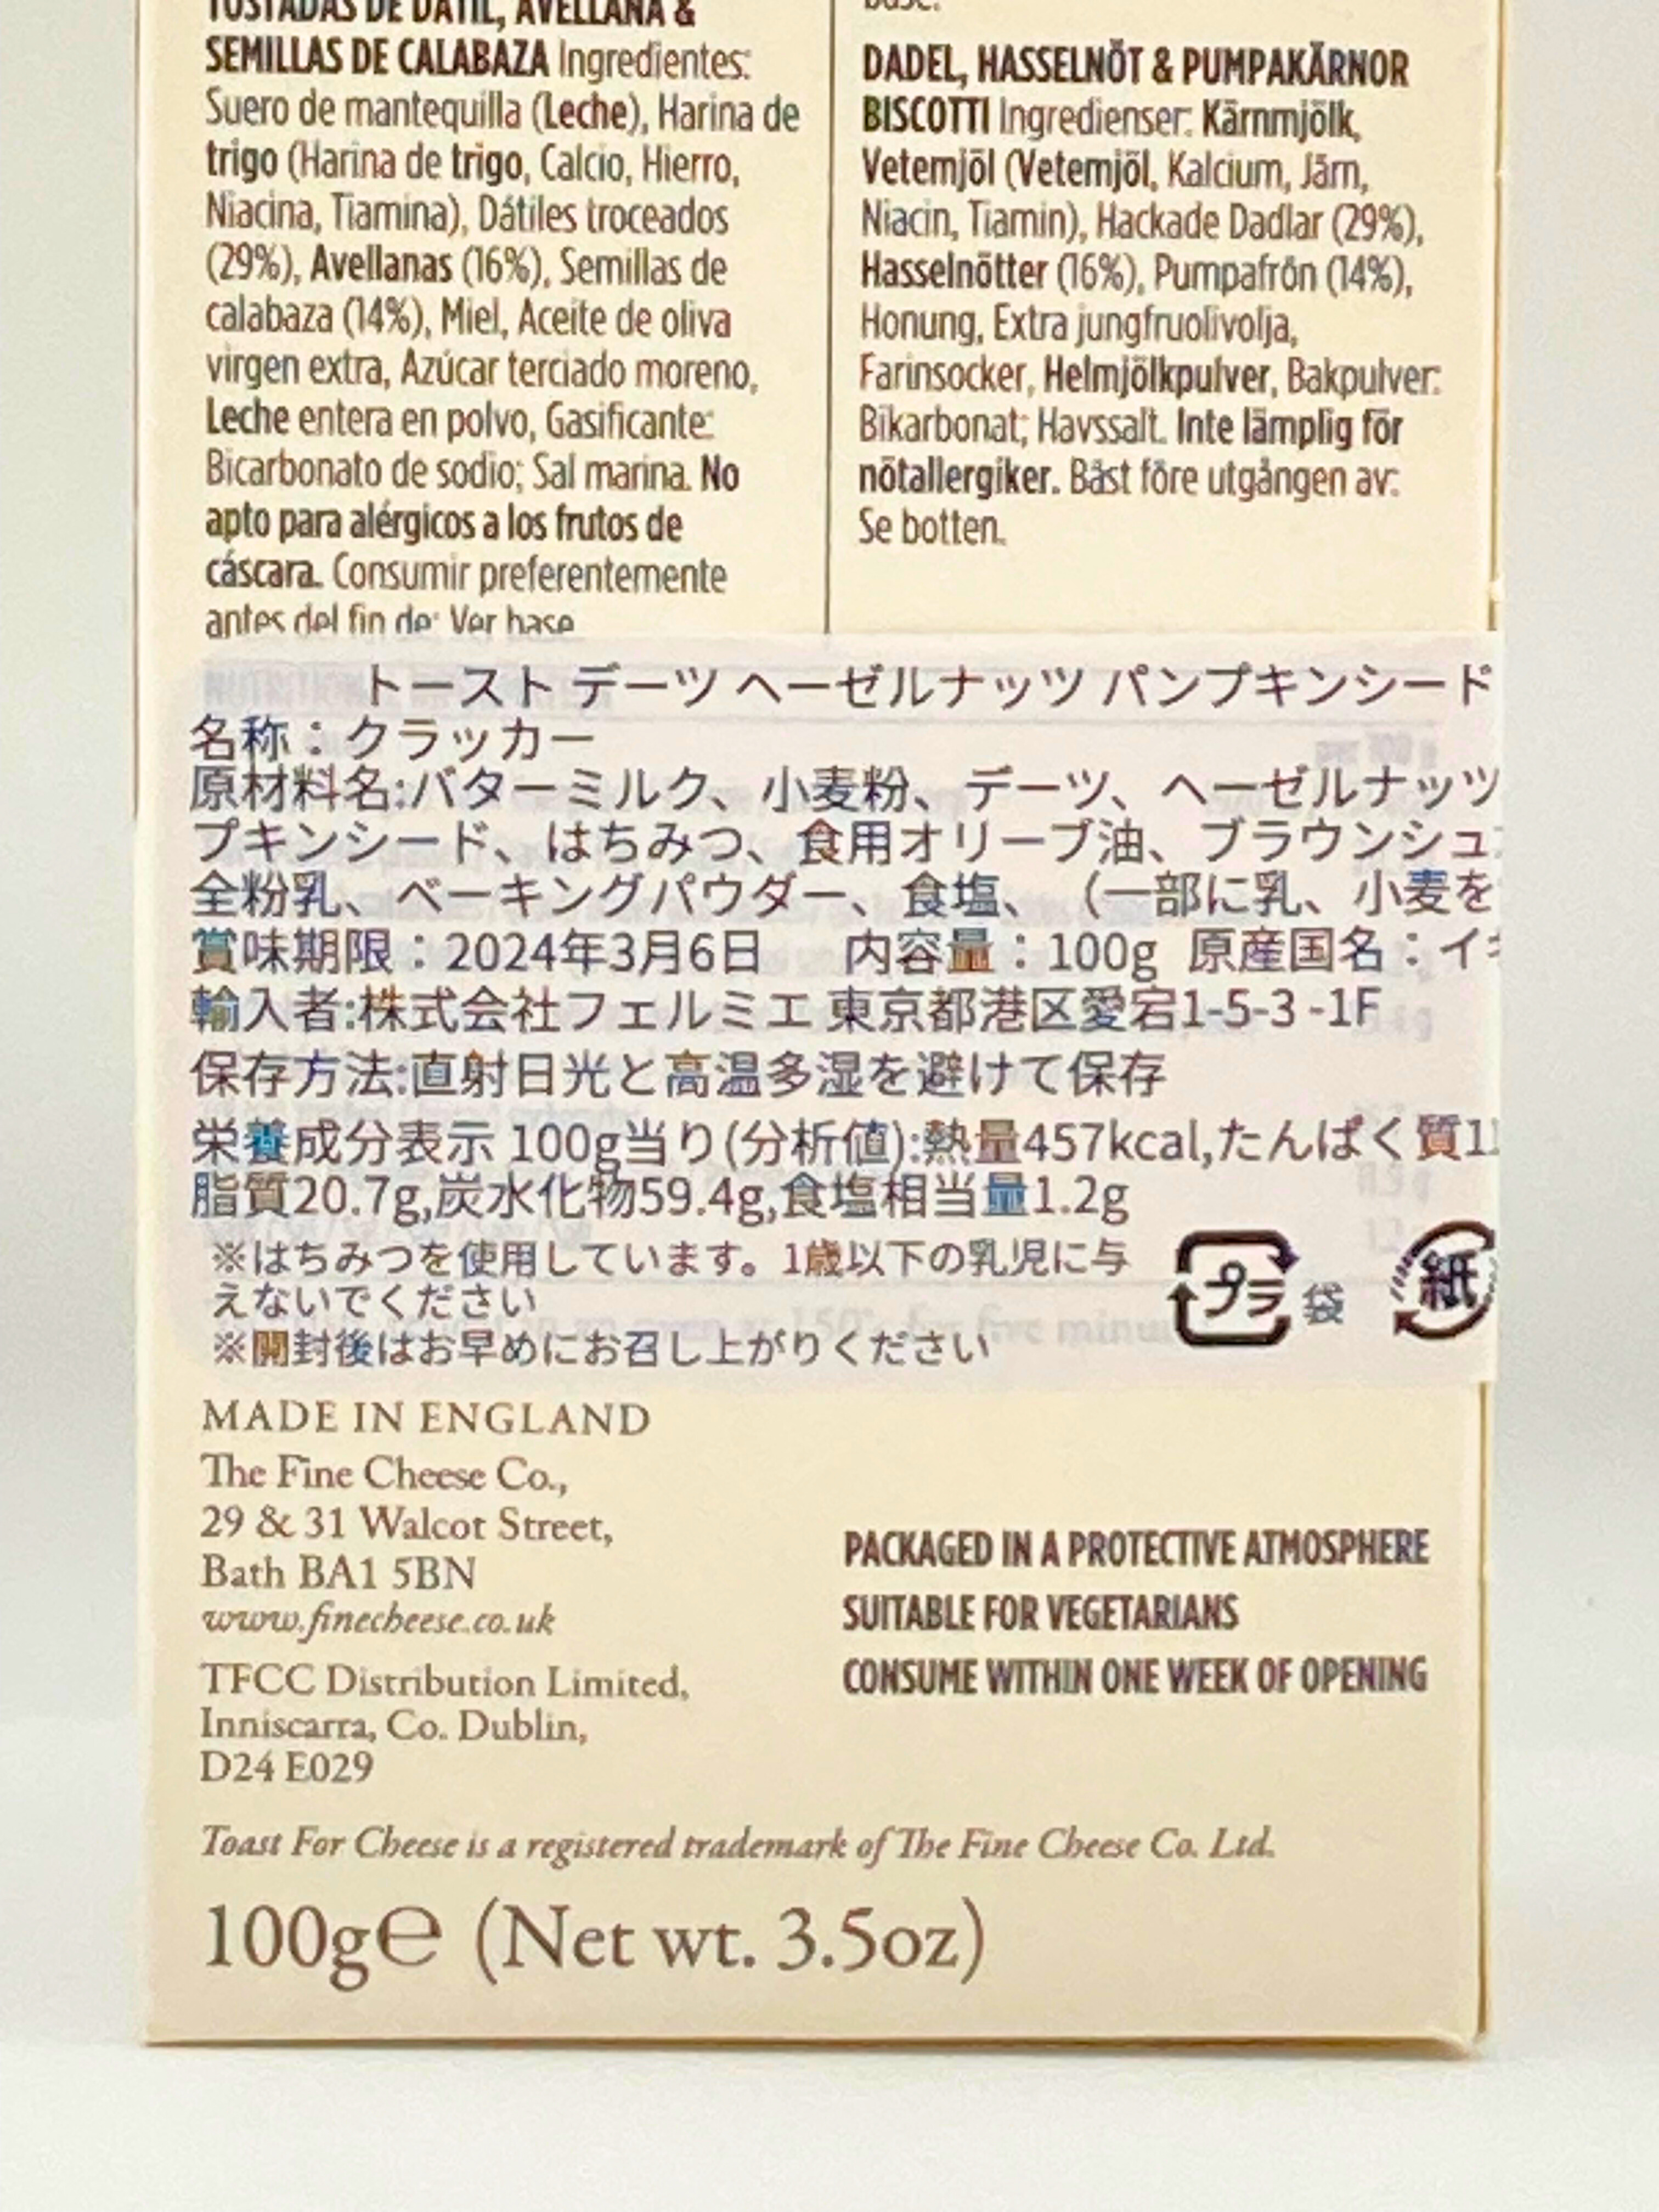 TOSTADAS DE DÁTIL, AVELLANA &
SEMILLAS DE CALABAZA Ingredientes:
Suero de mantequilla (Leche), Harina de
trigo (Harina de trigo, Calcio, Hierro,
Niacina, Tiamina), Dátiles troceados
(29%), Avellanas (16%), Semillas de
calabaza (14%), Miel, Aceite de oliva
virgen extra, Azúcar terciado moreno,
Leche entera en polvo, Gasificante:
Bicarbonato de sodio; Sal marina. No
apto para alérgicos a los frutos de
cáscara. Consumir preferentemente
antes del fin de: Ver base
base.
DADEL, HASSELNÖT & PUMPAKÄRNOR
BISCOTTI Ingredienser: Kärnmjölk,
Vetemjöl (Vetemjöl, Kalcium, Järn,
Niacin, Tiamin), Hackade Dadlar (29%),
Hasselnötter (16%), Pumpafrön (14%),
Honung, Extra jungfruolivolja,
Farinsocker, Helmjölkpulver, Bakpulver:
Bikarbonat; Havssalt. Inte lämplig för
nötallergiker. Bäst före utgången av:
Se botten.
トースト デーツ ヘーゼルナッツ パンプキンシード
名称：クラッカー
原材料名:バターミルク、小麦粉、デーツ、ヘーゼルナッツ
プキンシード、はちみつ、食用オリーブ油、ブラウンシュ
全粉乳、ベーキングパウダー、食塩、（一部に乳、小麦を
賞味期限：2024年3月6日 内容量：100g 原産国名：イ
輸入者:株式会社フェルミエ 東京都港区愛宕1-5-3 -1F
保存方法:直射日光と高温多湿を避けて保存
栄養成分表示 100g当り(分析値):熱量457kcal,たんぱく質
脂質20.7g,炭水化物59.4g,食塩相当量1.2g
※はちみつを使用しています。1歳以下の乳児に与
えないでください
※開封後はお早めにお召し上がりください
プラ 袋 紙
MADE IN ENGLAND
The Fine Cheese Co.,
29 & 31 Walcot Street,
Bath BA1 5BN
www.finecheese.co.uk
TFCC Distribution Limited,
Inniscarra, Co. Dublin,
D24 E029
PACKAGED IN A PROTECTIVE ATMOSPHERE
SUITABLE FOR VEGETARIANS
CONSUME WITHIN ONE WEEK OF OPENING
Toast For Cheese is a registered trademark of The Fine Cheese Co. Ltd.
100g℮ (Net wt. 3.5oz)